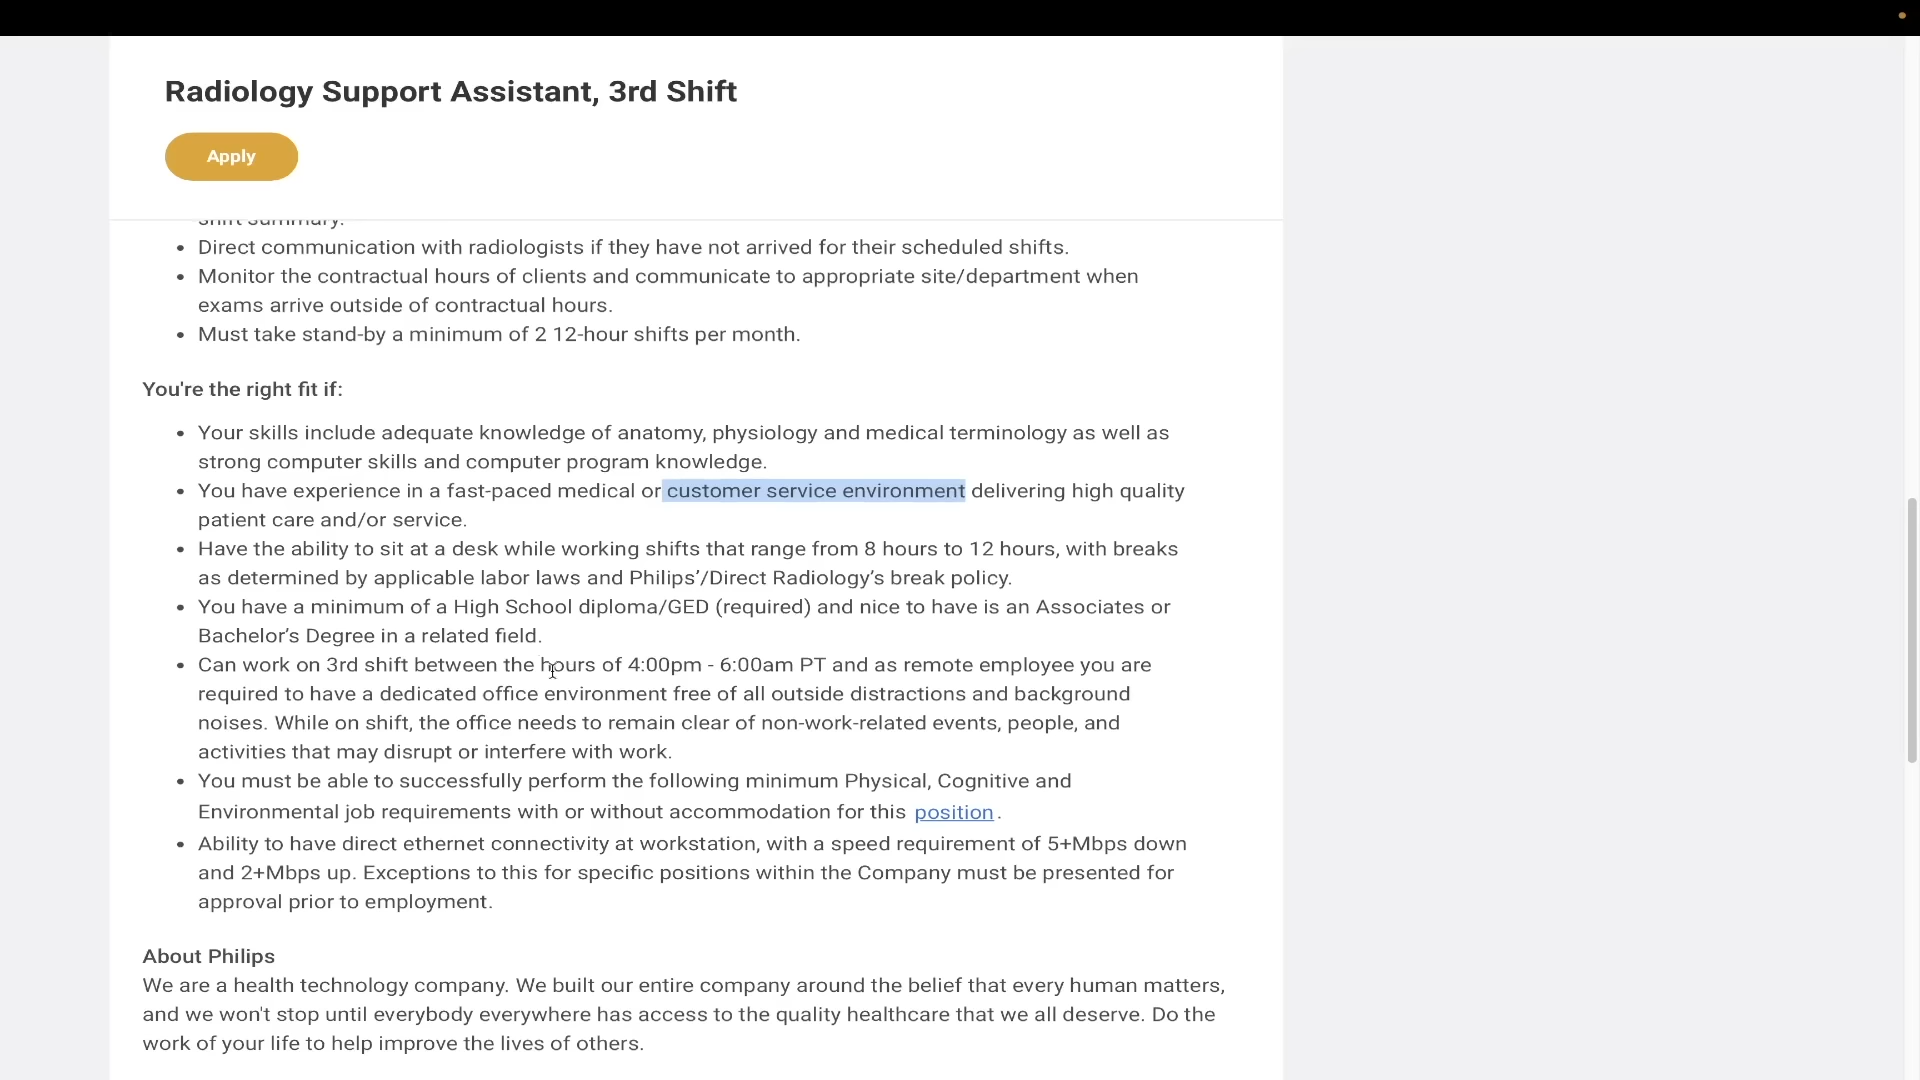 Radiology Support Assistant, 3rd Shift
Apply
shift summary.
• Direct communication with radiologists if they have not arrived for their scheduled shifts.
• Monitor the contractual hours of clients and communicate to appropriate site/department when
exams arrive outside of contractual hours.
• Must take stand-by a minimum of 2 12-hour shifts per month.
You're the right fit if:
• Your skills include adequate knowledge of anatomy, physiology and medical terminology as well as
strong computer skills and computer program knowledge.
• You have experience in a fast-paced medical or customer service environment delivering high quality
patient care and/or service.
• Have the ability to sit at a desk while working shifts that range from 8 hours to 12 hours, with breaks
as determined by applicable labor laws and Philips’/Direct Radiology’s break policy.
• You have a minimum of a High School diploma/GED (required) and nice to have is an Associates or
Bachelor’s Degree in a related field.
• Can work on 3rd shift between the hours of 4:00pm - 6:00am PT and as remote employee you are
required to have a dedicated office environment free of all outside distractions and background
noises. While on shift, the office needs to remain clear of non-work-related events, people, and
activities that may disrupt or interfere with work.
• You must be able to successfully perform the following minimum Physical, Cognitive and
Environmental job requirements with or without accommodation for this position.
• Ability to have direct ethernet connectivity at workstation, with a speed requirement of 5+Mbps down
and 2+Mbps up. Exceptions to this for specific positions within the Company must be presented for
approval prior to employment.
About Philips
We are a health technology company. We built our entire company around the belief that every human matters,
and we won't stop until everybody everywhere has access to the quality healthcare that we all deserve. Do the
work of your life to help improve the lives of others.